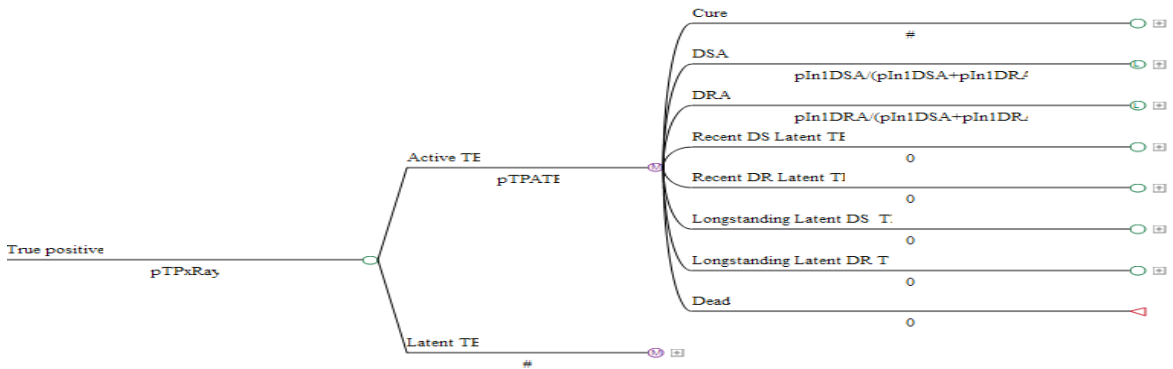 Cure
#
DSA
pIn1DSA/(pIn1DSA+pIn1DRA
DRA
pIn1DRA/(pIn1DSA+pIn1DRA
Recent DS Latent TB
0
Active TB
pTPATB
M
Recent DR Latent TB
0
Longstanding Latent DS T
0
True positive
pTPxRay
Longstanding Latent DR T
0
Dead
0
Latent TB
#
M